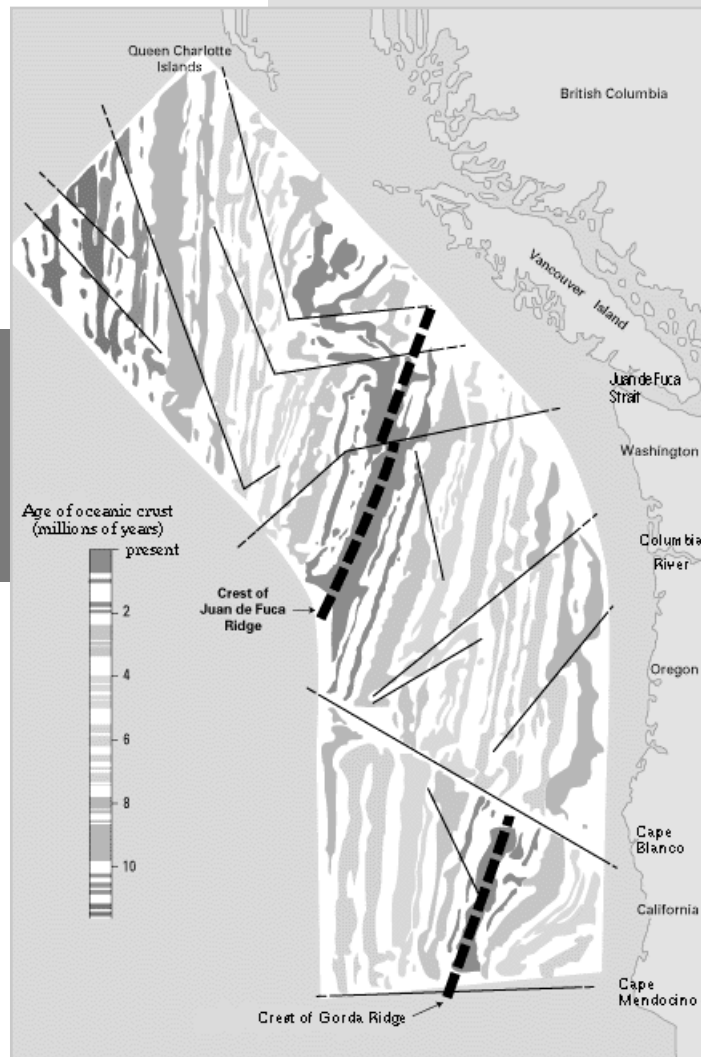 Queen Charlotte
Islands
British Columbia
Vancouver Island
Juan de Fuca
Strait
Washington
Age of oceanic crust
(millions of years)
present
2
4
6
8
10
Columbia
River
Crest of
Juan de Fuca
Ridge
Oregon
Cape
Blanco
California
Cape
Mendocino
Crest of Gorda Ridge